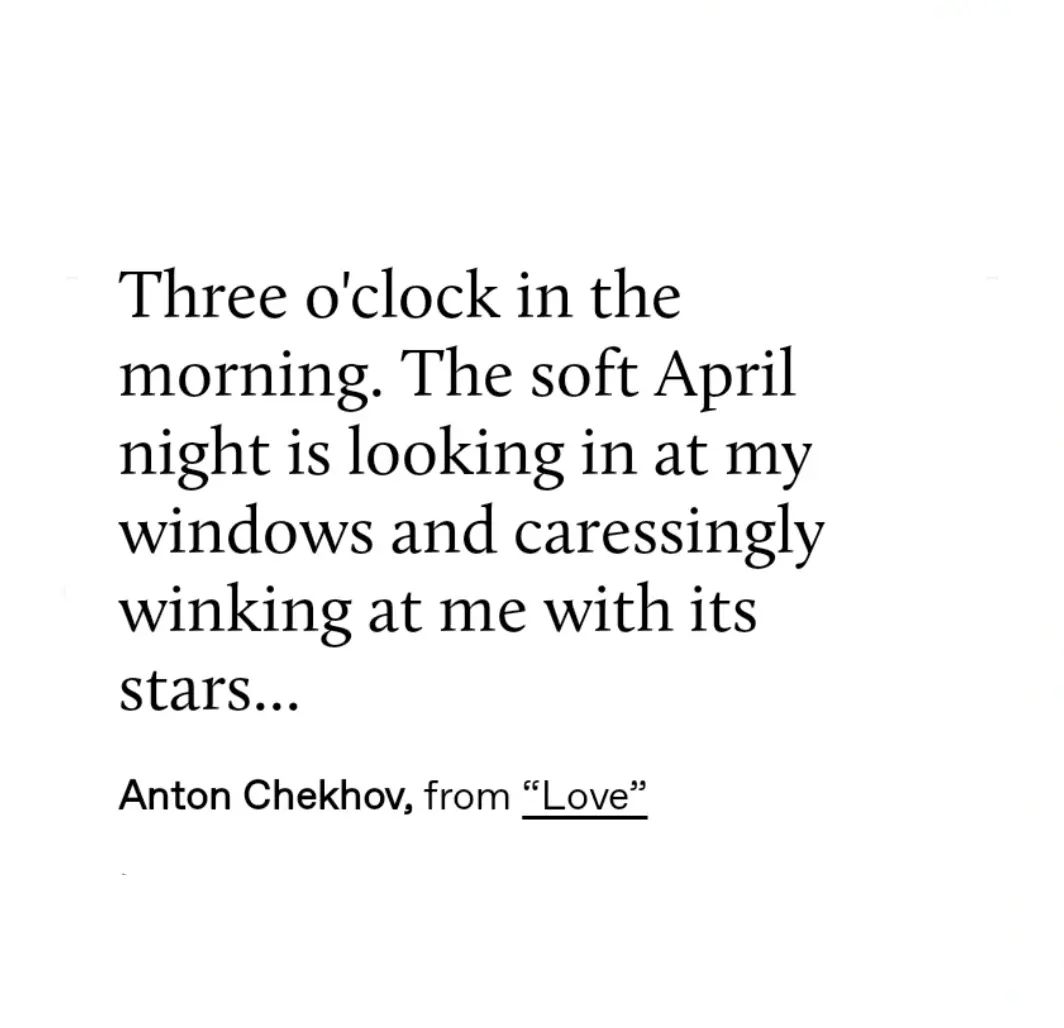 Three o'clock in the
morning. The soft April
night is looking in at my
windows and caressingly
winking at me with its
stars...
Anton Chekhov, from “Love”